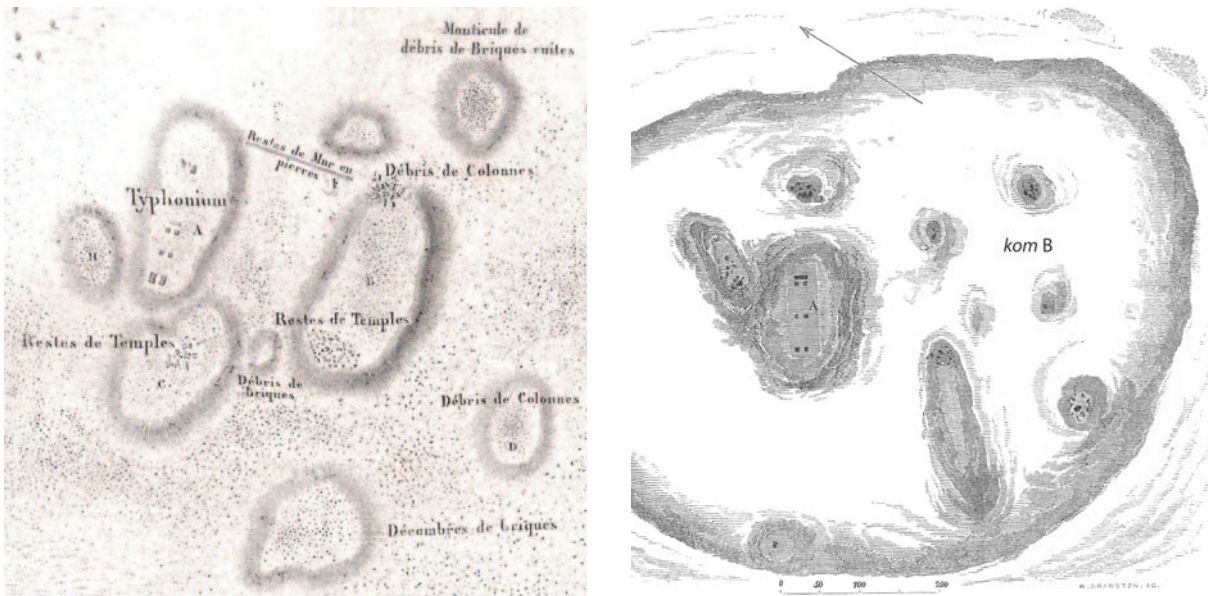 Monticule de
débris de Briques cuites
Restes de Mur en
pierres
Débris de Colonnes
Typhonium
A
H
B
Restes de Temples
Restes de Temples
C
Débris de
briques
Débris de Colonnes
D
Décombres de briques
kom B
A
0 50 100 200